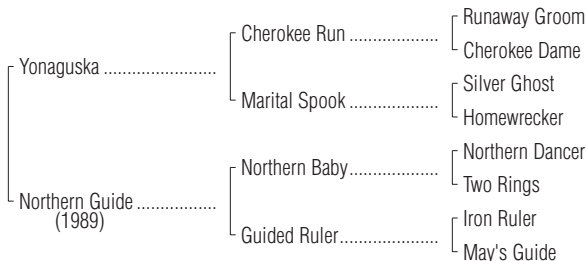 Runaway Groom
Cherokee Run ...................
Cherokee Dame
Yonaguska ........................
Silver Ghost
Marital Spook ...................
Homewrecker
Northern Dancer
Northern Baby...................
Two Rings
Northern Guide .................
(1989)
Iron Ruler
Guided Ruler.....................
May's Guide